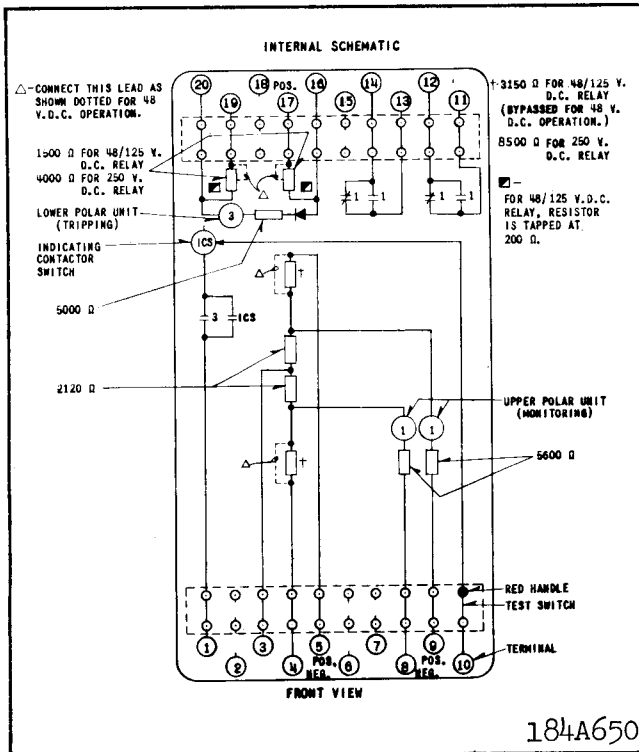 INTERNAL SCHEMATIC
20
18
POS.
16
14
12
19
17
15
13
11
△-CONNECT THIS LEAD AS
SHOWN DOTTED FOR 48
V.D.C. OPERATION.
1500 Ω FOR 48/125 V.
D.C. RELAY
4000 Ω FOR 250 V.
D.C. RELAY
LOWER POLAR UNIT
(TRIPPING)
INDICATING
CONTACTOR
SWITCH
5000 Ω
2120 Ω
†-3150 Ω FOR 48/125 V.
D.C. RELAY
(BYPASSED FOR 48 V.
D.C. OPERATION.)
8500 Ω FOR 250 V.
D.C. RELAY
FOR 48/125 V.D.C.
RELAY, RESISTOR
IS TAPPED AT
200 Ω.
△
1
1
1
1
3
ICS
3
ICS
△
†
△
†
1
1
UPPER POLAR UNIT
(MONITORING)
5600 Ω
RED HANDLE
TEST SWITCH
TERMINAL
1
3
5
7
9
2
4
POS.
NEG.
6
8
POS.
NEG.
10
FRONT VIEW
184A650